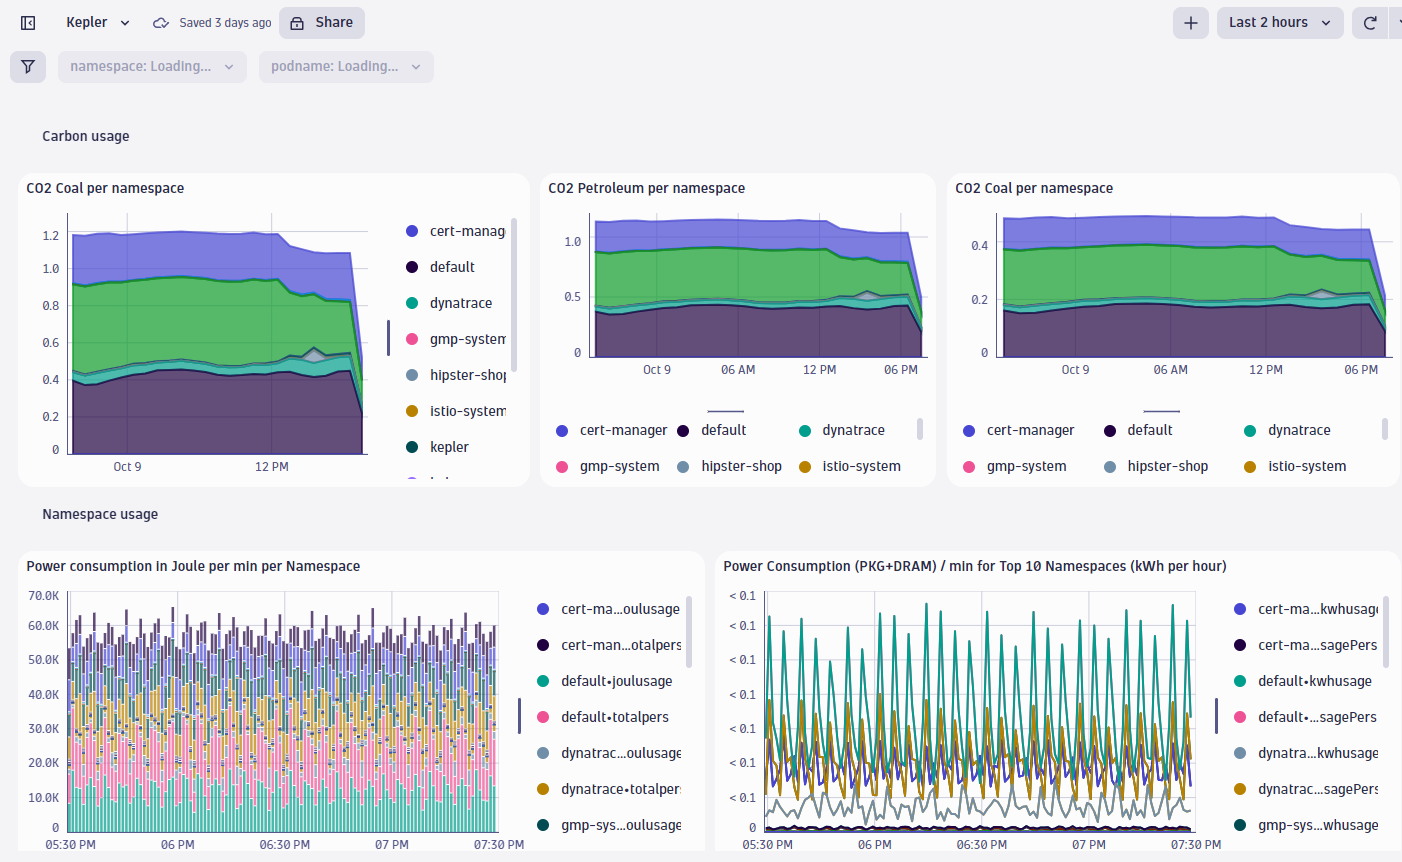 Kepler
Saved 3 days ago
Share
Last 2 hours
namespace: Loading...
podname: Loading...
Carbon usage
CO2 Coal per namespace
1.2
1.0
0.8
0.6
0.4
0.2
0
Oct 9
12 PM
cert-manag
default
dynatrace
gmp-system
hipster-shop
istio-system
kepler
CO2 Petroleum per namespace
1.0
0.5
0
Oct 9
06 AM
12 PM
06 PM
cert-manager
default
dynatrace
gmp-system
hipster-shop
istio-system
CO2 Coal per namespace
0.4
0.2
0
Oct 9
06 AM
12 PM
06 PM
cert-manager
default
dynatrace
gmp-system
hipster-shop
istio-system
Namespace usage
Power consumption in Joule per min per Namespace
70.0K
60.0K
50.0K
40.0K
30.0K
20.0K
10.0K
0
05:30 PM
06 PM
06:30 PM
07 PM
07:30 PM
cert-ma...oulusage
cert-man...otalpers
default•joulusage
default•totalpers
dynatrac...oulusage
dynatrace•totalpers
gmp-sys...oulusage
Power Consumption (PKG+DRAM) / min for Top 10 Namespaces (kWh per hour)
< 0.1
< 0.1
< 0.1
< 0.1
< 0.1
< 0.1
< 0.1
0
05:30 PM
06 PM
06:30 PM
07 PM
07:30 PM
cert-ma...kwhusage
cert-ma...sagePers
default•kwhusage
default•...sagePers
dynatra...kwhusage
dynatrac...sagePers
gmp-sys...whusage